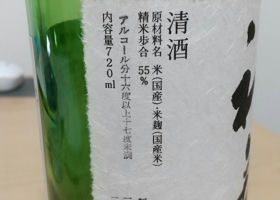 清酒
原材料名 米(国産)・米麹(国産米)
精米歩合 55%
アルコール分十六度以上十七度未満
内容量720ml